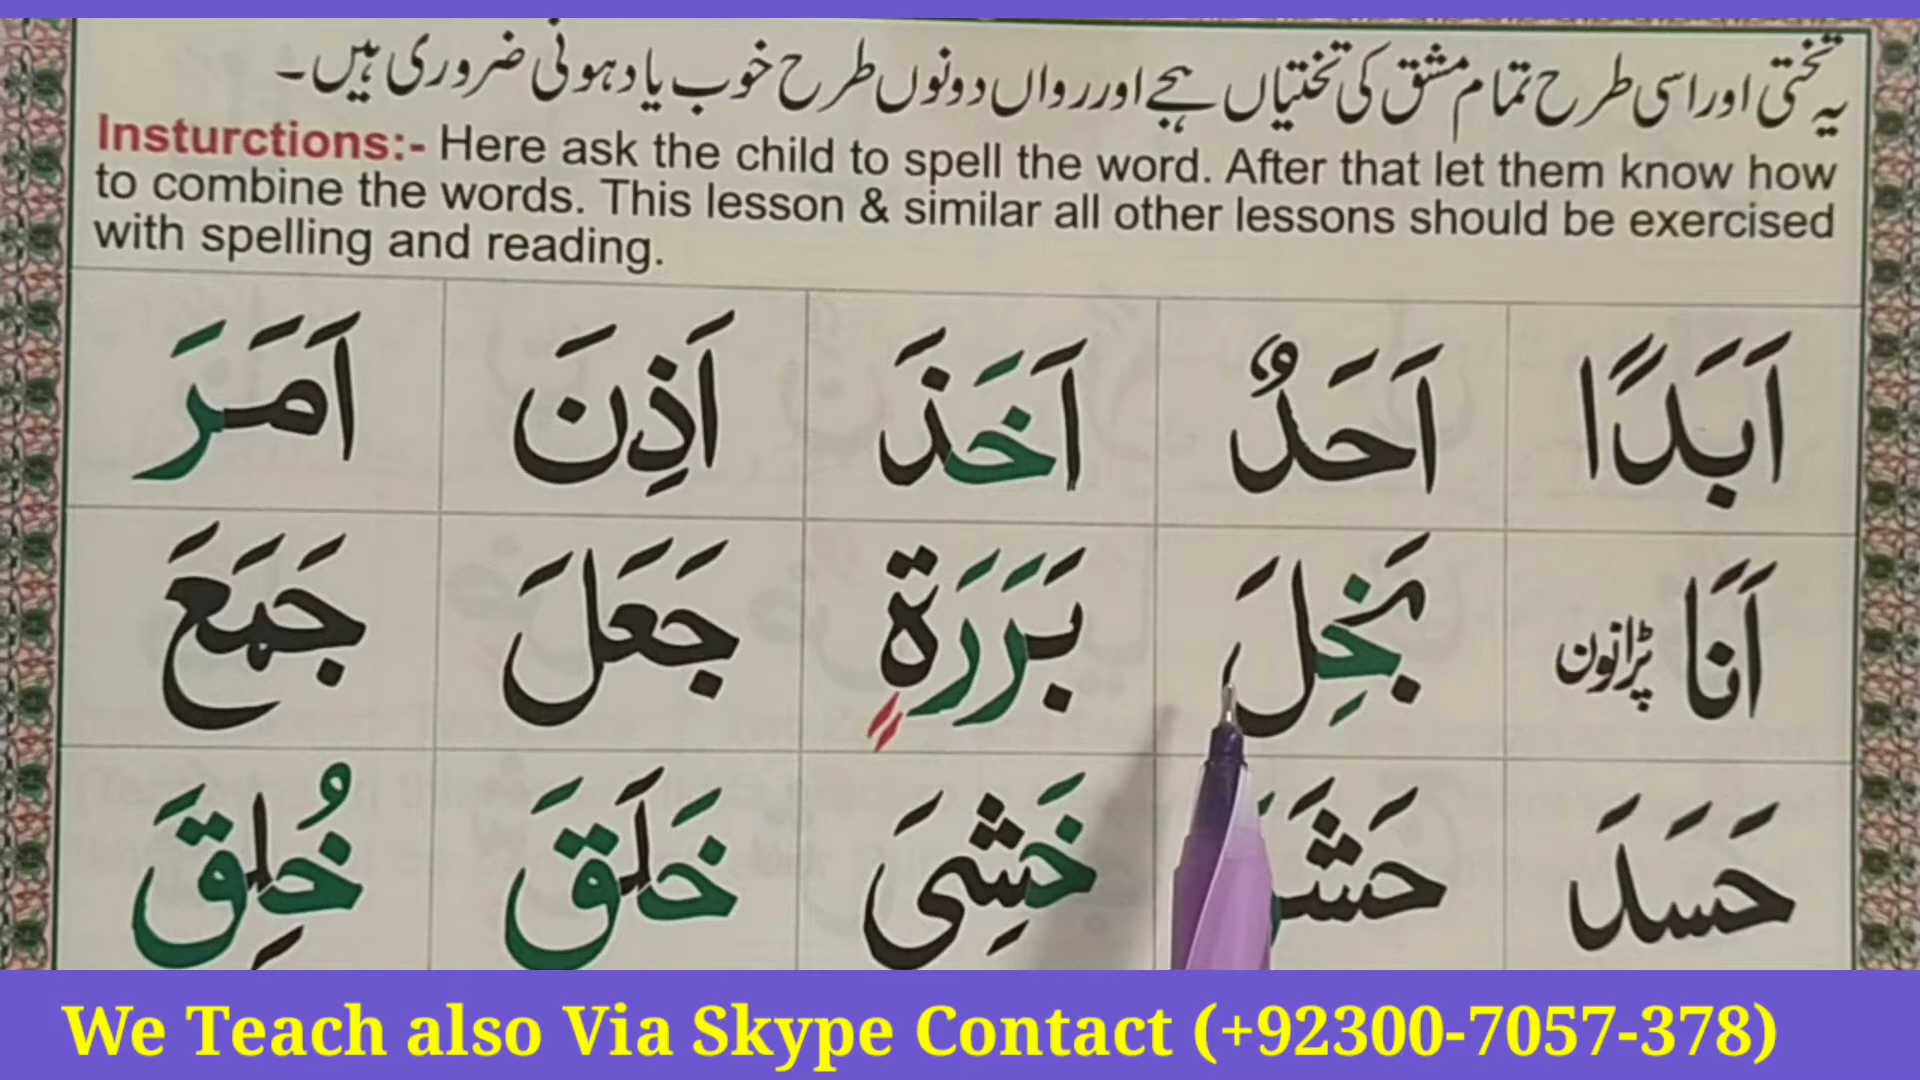 یہ تختی اور اسی طرح تمام مشق کی تختیاں ہجے اور رواں دونوں طرح خوب یاد ہونی ضروری ہیں۔
Insturctions:- Here ask the child to spell the word. After that let them know how
to combine the words. This lesson & similar all other lessons should be exercised
with spelling and reading.
اَبَدًا اَحَدٌ اَخَذَ اَذِنَ اَمَرَ
اَنَا پڑا نون بَخِلَ بَرَرَةٍ جَعَلَ جَمَعَ
حَسَدَ خَشِىَ خَلَقَ خُلِقَ
We Teach also Via Skype Contact (+92300-7057-378)